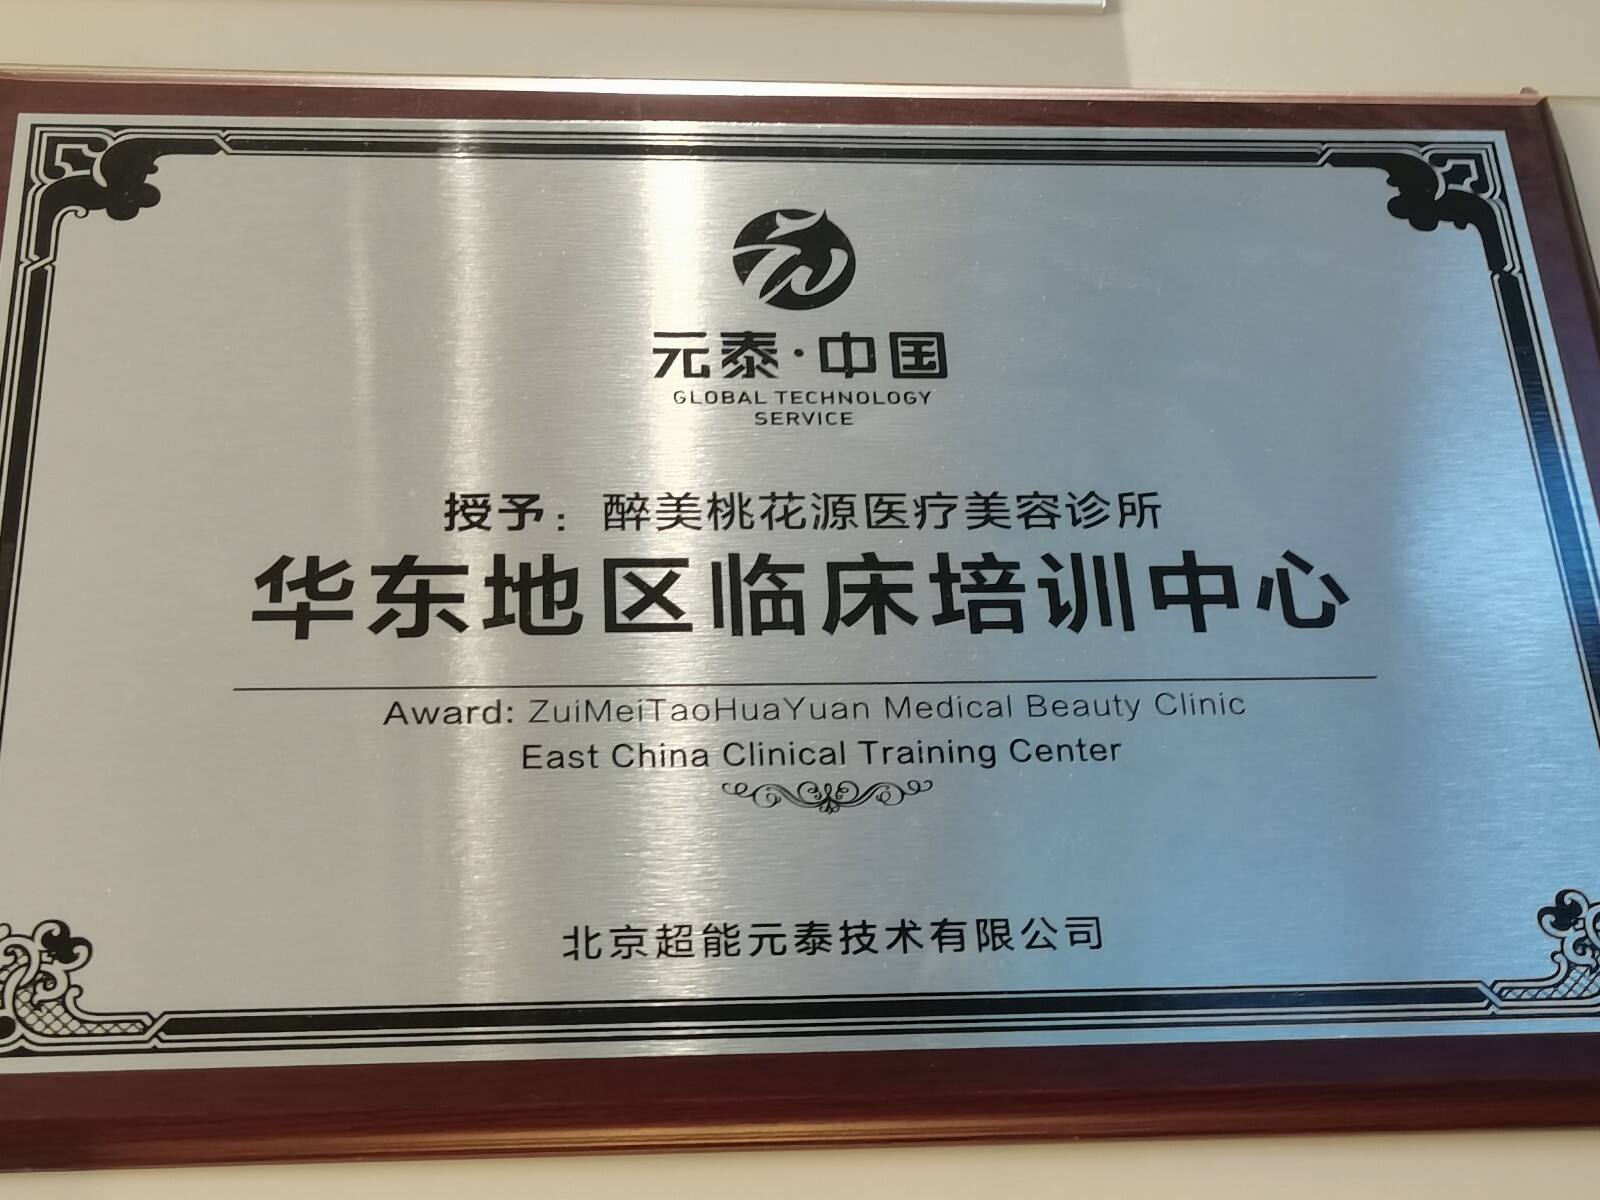 元泰·中国
GLOBAL TECHNOLOGY
SERVICE
授予：醉美桃花源医疗美容诊所
华东地区临床培训中心
Award: ZuiMeiTaoHuaYuan Medical Beauty Clinic
East China Clinical Training Center
北京超能元泰技术有限公司